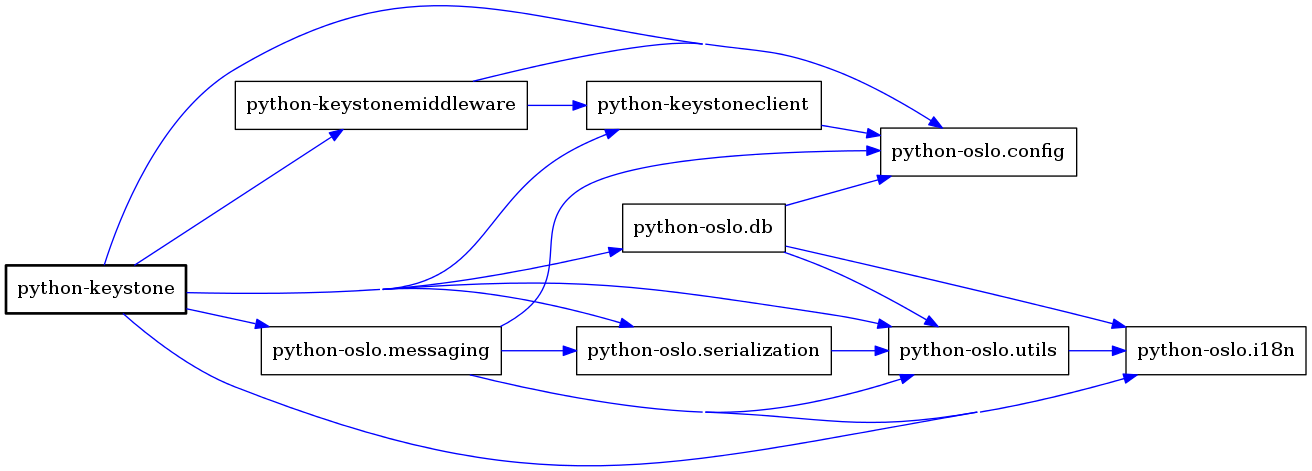 python-keystonemiddleware
python-keystoneclient
python-oslo.config
python-oslo.db
python-keystone
python-oslo.messaging
python-oslo.serialization
python-oslo.utils
python-oslo.i18n